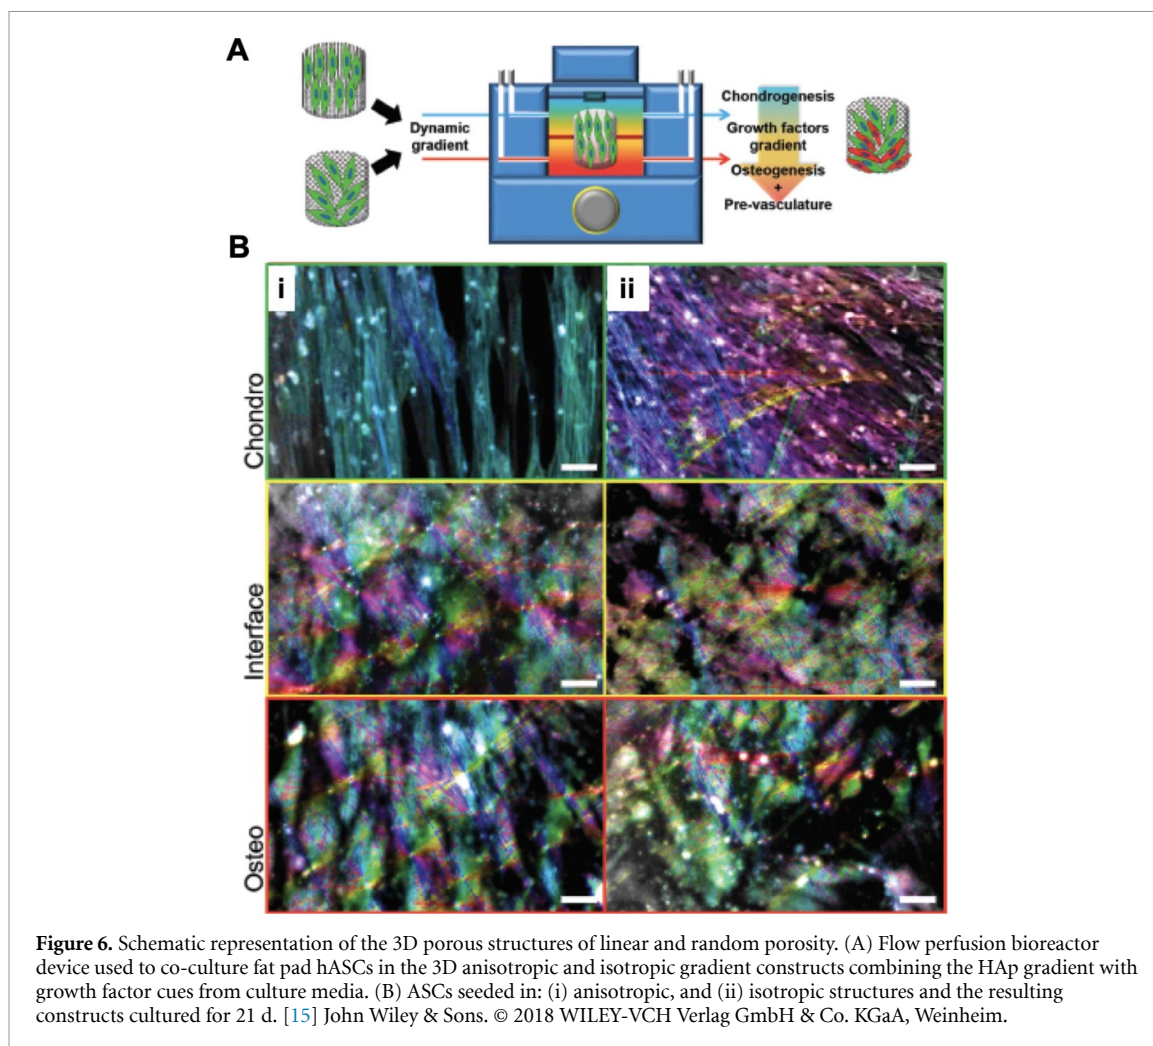 A
Dynamic
gradient
Chondrogenesis
Growth factors
gradient
Osteogenesis
+
Pre-vasculature
B
i
ii
Chondro
Interface
Osteo
Figure 6. Schematic representation of the 3D porous structures of linear and random porosity. (A) Flow perfusion bioreactor
device used to co-culture fat pad hASCs in the 3D anisotropic and isotropic gradient constructs combining the HAp gradient with
growth factor cues from culture media. (B) ASCs seeded in: (i) anisotropic, and (ii) isotropic structures and the resulting
constructs cultured for 21 d. [15] John Wiley & Sons. © 2018 WILEY-VCH Verlag GmbH & Co. KGaA, Weinheim.